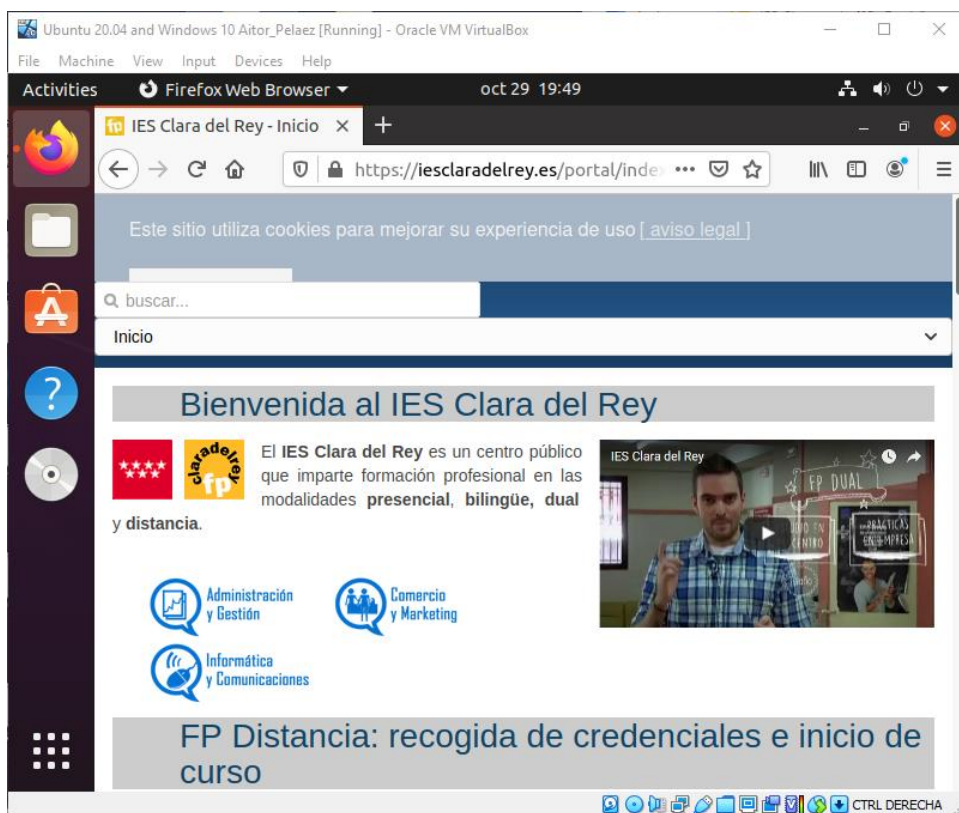 Ubuntu 20.04 and Windows 10 Aitor_Pelaez [Running] - Oracle VM VirtualBox
File Machine View Input Devices Help
Activities Firefox Web Browser oct 29 19:49
fp IES Clara del Rey - Inicio
https://iesclaradelrey.es/portal/inde
Este sitio utiliza cookies para mejorar su experiencia de uso [ aviso legal ]
buscar...
Inicio
Bienvenida al IES Clara del Rey
claradelrey
fp
El IES Clara del Rey es un centro público
que imparte formación profesional en las
modalidades presencial, bilingüe, dual
y distancia.
IES Clara del Rey
FP DUAL
CENTRO
PRÁCTICAS
EN EMPRESA
Administración
y Gestión
Comercio
y Marketing
Informática
y Comunicaciones
FP Distancia: recogida de credenciales e inicio de
curso
CTRL DERECHA